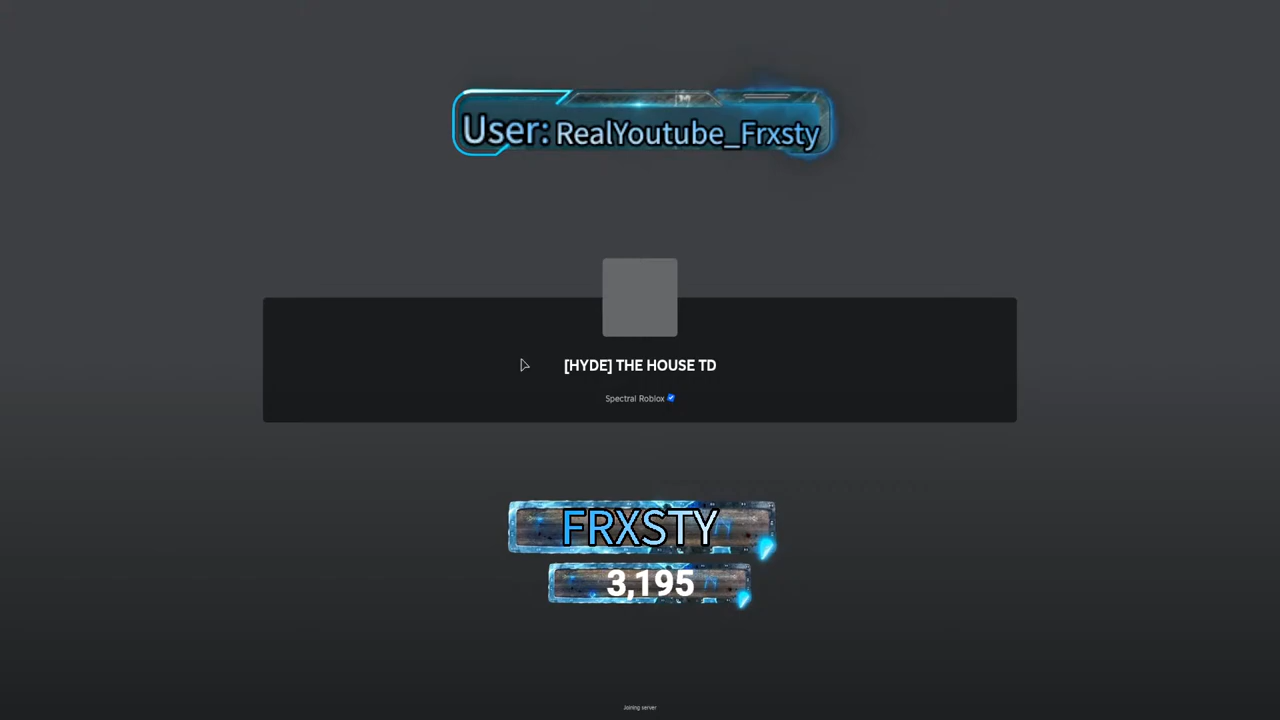 User: RealYoutube_Frxsty
[HYDE] THE HOUSE TD
Spectral Roblox
FRXSTY
3,195
Joining server